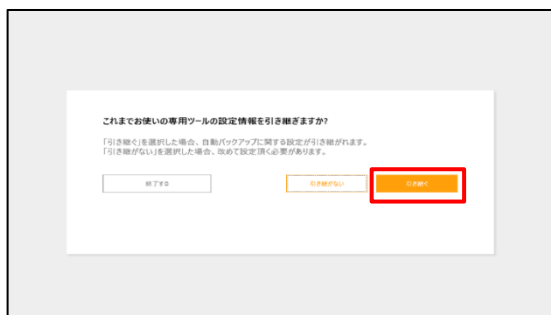 これまでお使いの専用ツールの設定情報を引き継ぎますか?
「引き継ぐ」を選択した場合、自動バックアップに関する設定が引き継がれます。
「引き継がない」を選択した場合、改めて設定頂く必要があります。
終了する
引き継がない
引き継ぐ